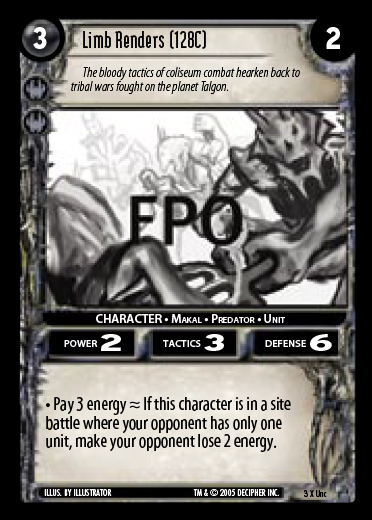 3
Limb Renders (128C)
2
The bloody tactics of coliseum combat hearken back to
tribal wars fought on the planet Talgon.
FPO
CHARACTER • MAKAL • PREDATOR • UNIT
POWER 2 TACTICS 3 DEFENSE 6
• Pay 3 energy ≈ If this character is in a site
battle where your opponent has only one
unit, make your opponent lose 2 energy.
ILLUS. BY ILLUSTRATOR TM & © 2005 DECIPHER INC. 3 X Unc